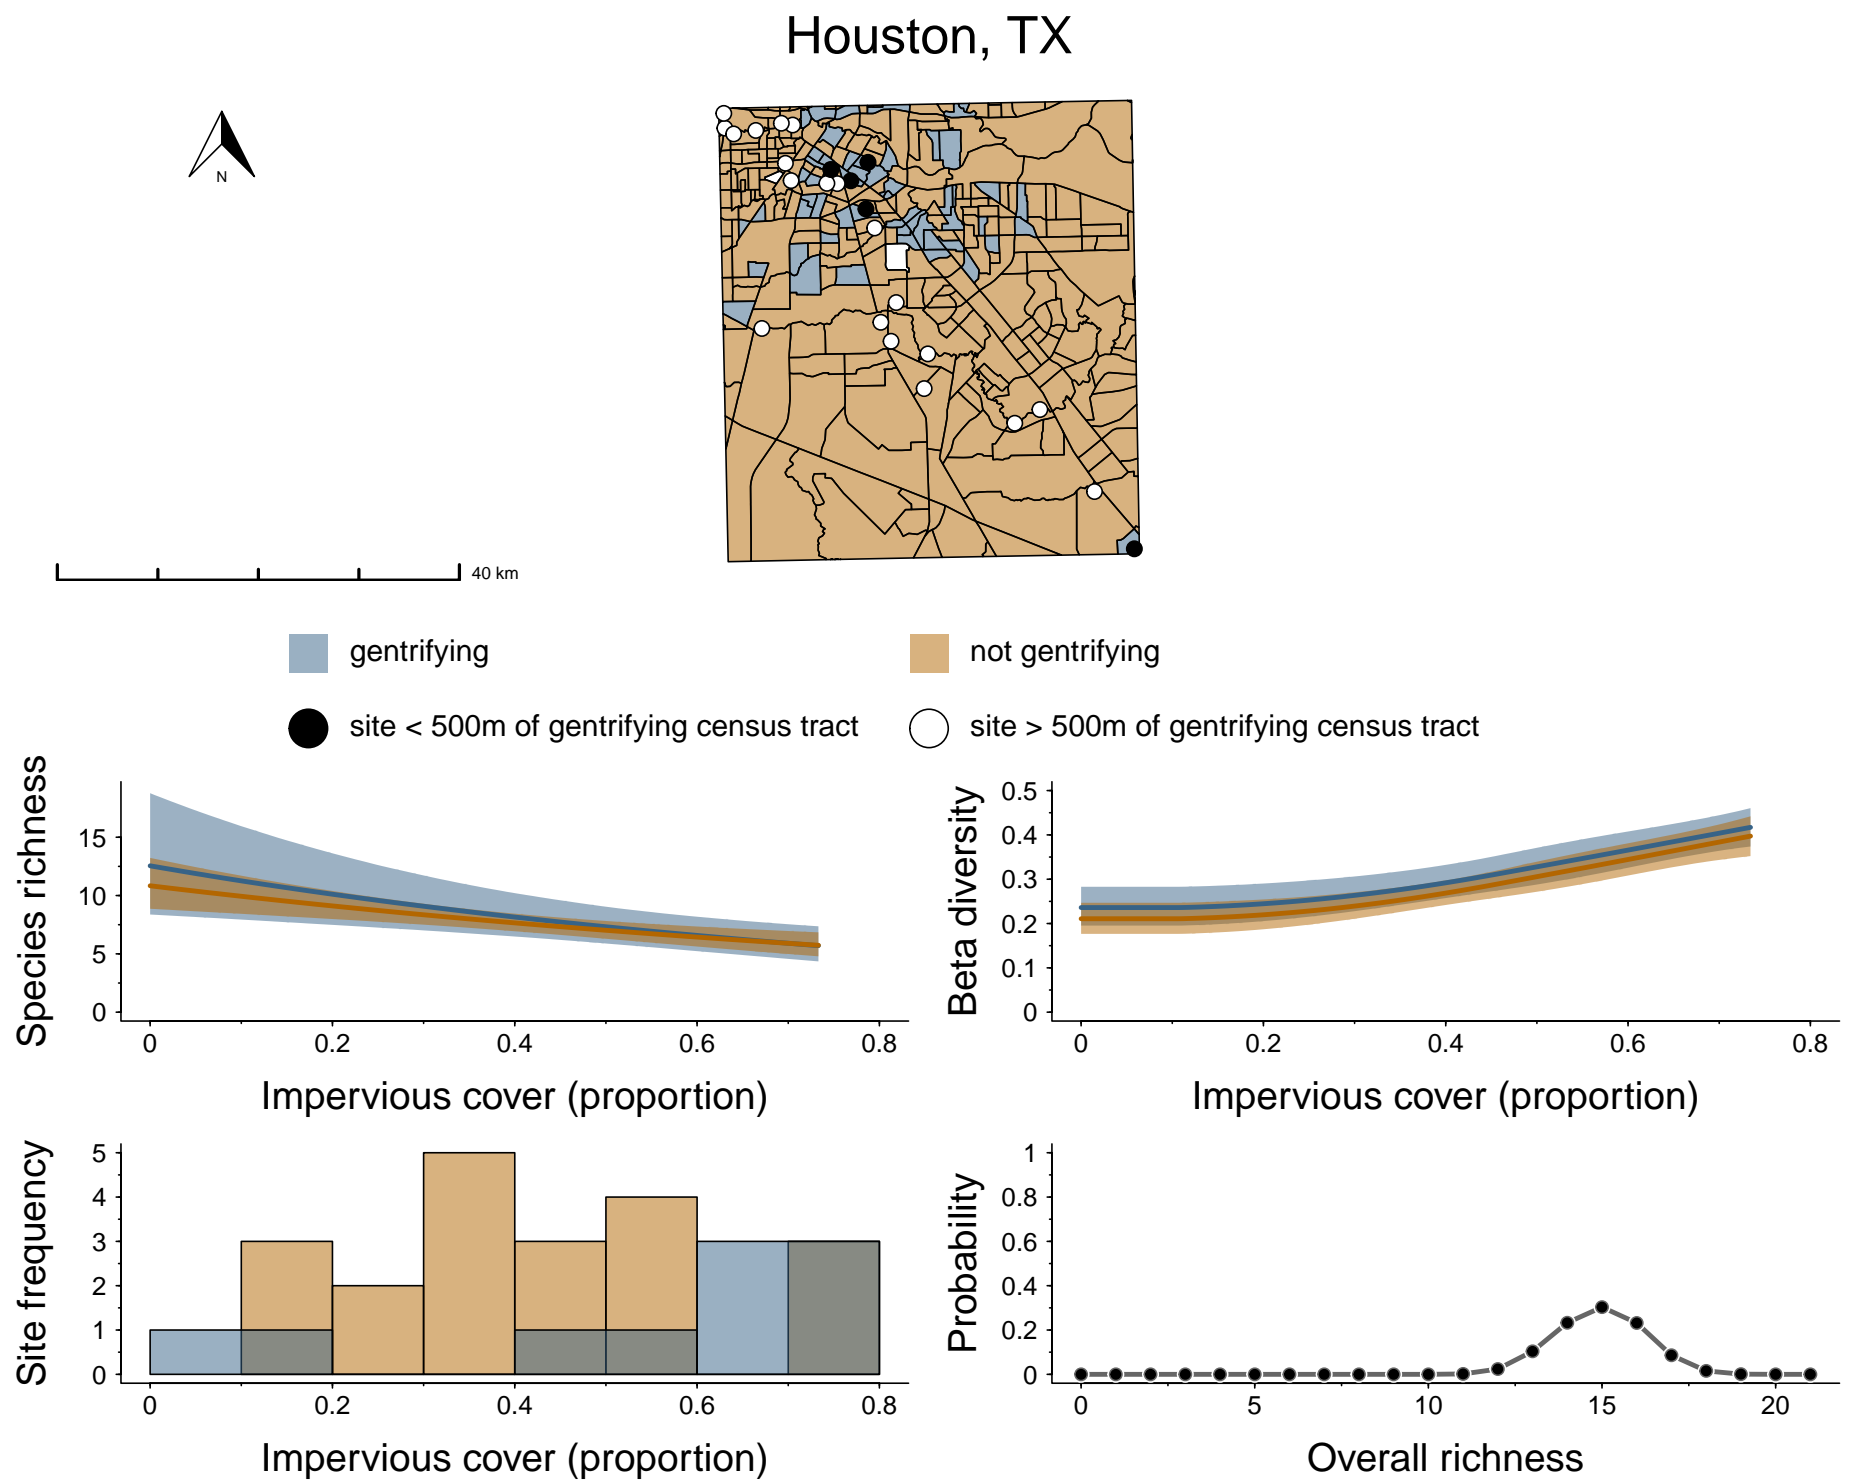 Houston, TX
N
40 km
gentrifying
not gentrifying
site < 500m of gentrifying census tract
site > 500m of gentrifying census tract
Species richness
15
10
5
0
0 0.2 0.4 0.6 0.8
Impervious cover (proportion)
Beta diversity
0.5
0.4
0.3
0.2
0.1
0
0 0.2 0.4 0.6 0.8
Impervious cover (proportion)
Site frequency
5
4
3
2
1
0
0 0.2 0.4 0.6 0.8
Impervious cover (proportion)
Probability
1
0.8
0.6
0.4
0.2
0
0 5 10 15 20
Overall richness